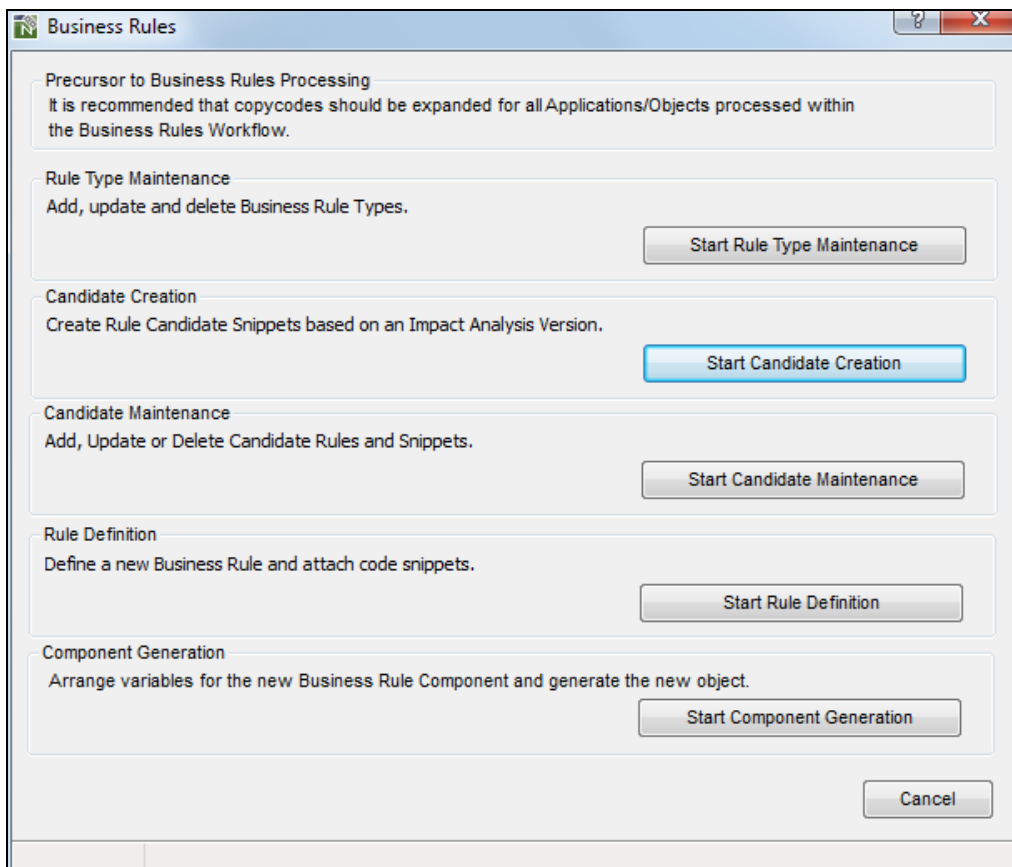 Business Rules
?
Precursor to Business Rules Processing
It is recommended that copycodes should be expanded for all Applications/Objects processed within
the Business Rules Workflow.
Rule Type Maintenance
Add, update and delete Business Rule Types.
Start Rule Type Maintenance
Candidate Creation
Create Rule Candidate Snippets based on an Impact Analysis Version.
Start Candidate Creation
Candidate Maintenance
Add, Update or Delete Candidate Rules and Snippets.
Start Candidate Maintenance
Rule Definition
Define a new Business Rule and attach code snippets.
Start Rule Definition
Component Generation
Arrange variables for the new Business Rule Component and generate the new object.
Start Component Generation
Cancel